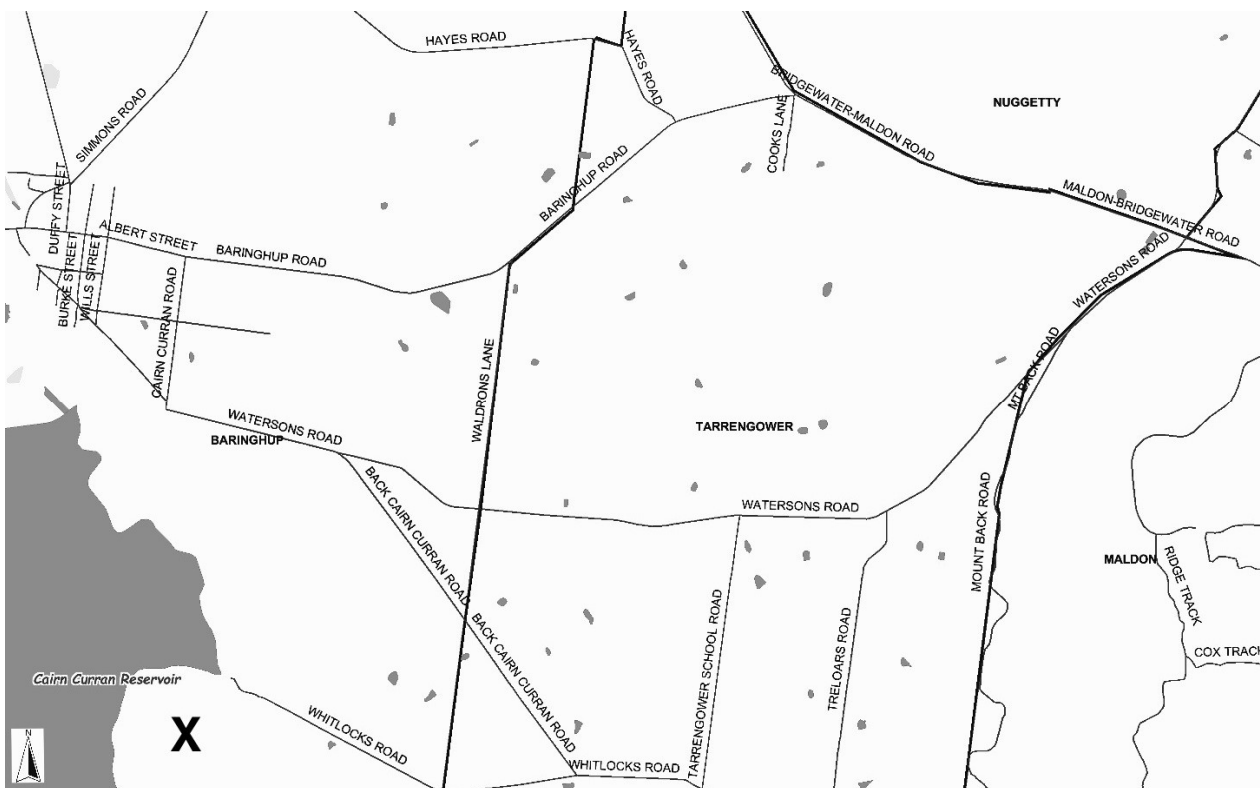 HAYES ROAD
HAYES ROAD
BRIDGEWATER-MALDON ROAD
NUGGETTY
SIMMONS ROAD
COOKS LANE
BARINGHUP ROAD
MALDON-BRIDGEWATER ROAD
DUFFY STREET
ALBERT STREET
BARINGHUP ROAD
WATERSONS ROAD
BURKE STREET
WILLS STREET
CAIRN CURRAN ROAD
WALDRONS LANE
MT BACK ROAD
WATERSONS ROAD
BARINGHUP
TARRENGOWER
BACK CAIRN CURRAN ROAD
WATERSONS ROAD
MOUNT BACK ROAD
MALDON
RIDGE TRACK
BACK CAIRN CURRAN ROAD
TARRENGOWER SCHOOL ROAD
TRELOARS ROAD
COX TRACK
Cairn Curran Reservoir
X
WHITLOCKS ROAD
WHITLOCKS ROAD
N